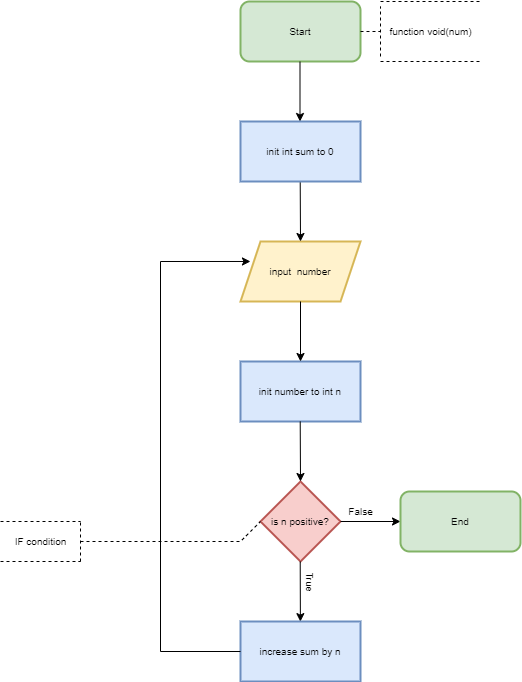 Start
function void(num)
init int sum to 0
input number
init number to int n
is n positive?
False
End
IF condition
True
increase sum by n